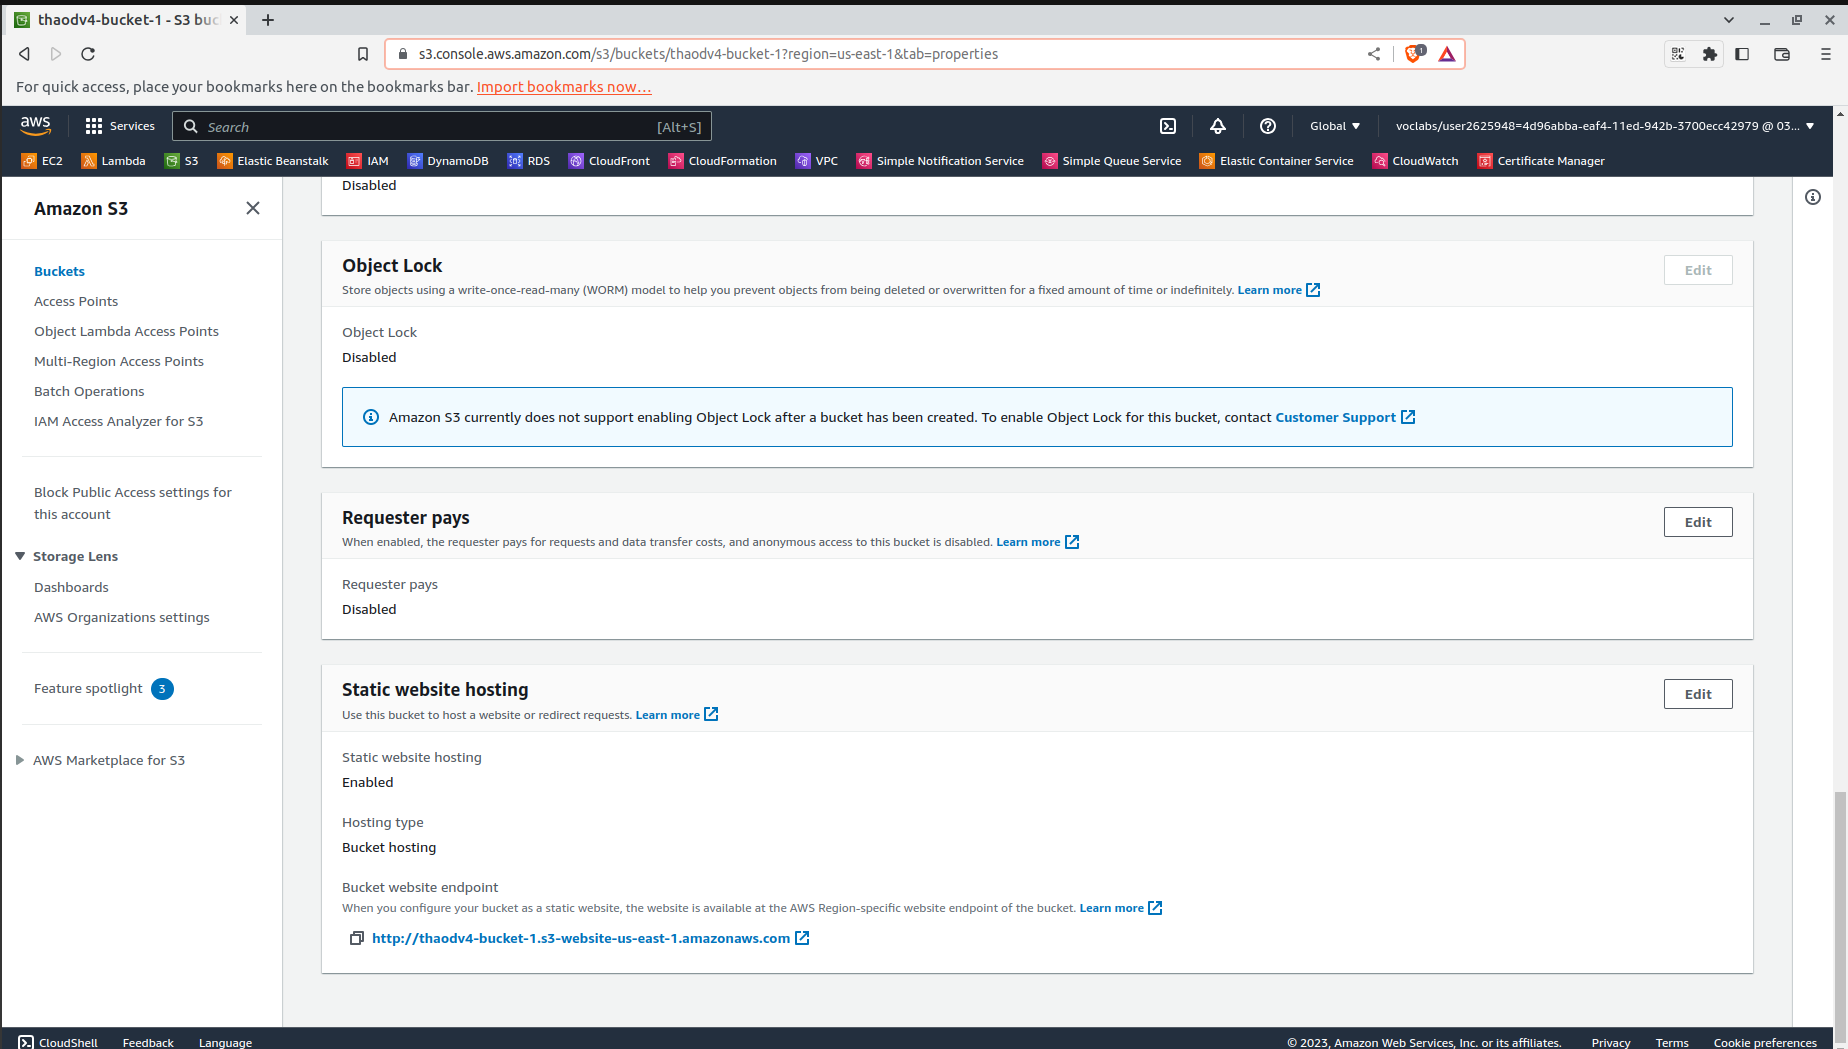 thaodv4-bucket-1 - S3 buc
s3.console.aws.amazon.com/s3/buckets/thaodv4-bucket-1?region=us-east-1&tab=properties
1
For quick access, place your bookmarks here on the bookmarks bar. Import bookmarks now...
aws
Services
Search
[Alt+S]
Global
voclabs/user2625948=4d96abba-eaf4-11ed-942b-3700ecc42979 @ 03...
EC2
Lambda
S3
Elastic Beanstalk
IAM
DynamoDB
RDS
CloudFront
CloudFormation
VPC
Simple Notification Service
Simple Queue Service
Elastic Container Service
CloudWatch
Certificate Manager
Amazon S3
Buckets
Access Points
Object Lambda Access Points
Multi-Region Access Points
Batch Operations
IAM Access Analyzer for S3
Block Public Access settings for
this account
Storage Lens
Dashboards
AWS Organizations settings
Feature spotlight 3
AWS Marketplace for S3
Disabled
Object Lock
Edit
Store objects using a write-once-read-many (WORM) model to help you prevent objects from being deleted or overwritten for a fixed amount of time or indefinitely. Learn more
Object Lock
Disabled
Amazon S3 currently does not support enabling Object Lock after a bucket has been created. To enable Object Lock for this bucket, contact Customer Support
Requester pays
Edit
When enabled, the requester pays for requests and data transfer costs, and anonymous access to this bucket is disabled. Learn more
Requester pays
Disabled
Static website hosting
Edit
Use this bucket to host a website or redirect requests. Learn more
Static website hosting
Enabled
Hosting type
Bucket hosting
Bucket website endpoint
When you configure your bucket as a static website, the website is available at the AWS Region-specific website endpoint of the bucket. Learn more
http://thaodv4-bucket-1.s3-website-us-east-1.amazonaws.com
CloudShell
Feedback
Language
© 2023, Amazon Web Services, Inc. or its affiliates.
Privacy
Terms
Cookie preferences